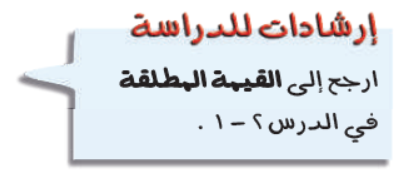 إرشادات للدراسة
ارجع إلى القيمة المطلقة
في الدرس ٢ – ١ .